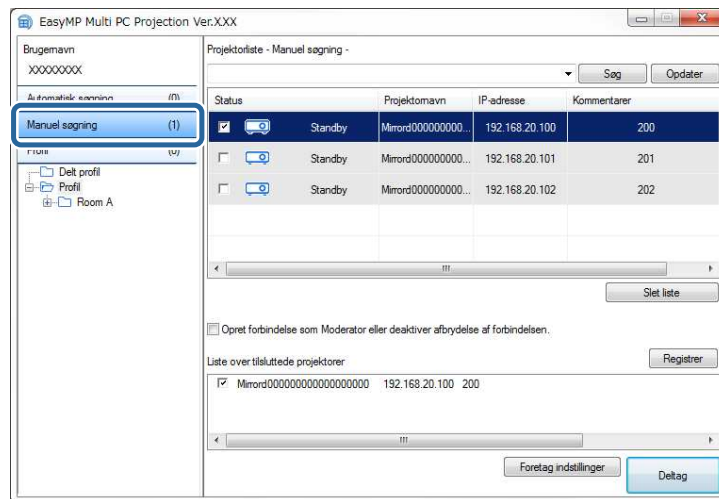 EasyMP Multi PC Projection Ver.X.XX
Brugernavn
XXXXXXXX
Automatisk søgning (0)
Manuel søgning (1)
Profil (0)
Delt profil
Profil
Room A
Projektorliste - Manuel søgning -
Søg Opdater
Status Projektornavn IP-adresse Kommentarer
Standby Mirrord000000000... 192.168.20.100 200
Standby Mirrord000000000... 192.168.20.101 201
Standby Mirrord000000000... 192.168.20.102 202
Slet liste
Opret forbindelse som Moderator eller deaktiver afbrydelse af forbindelsen.
Liste over tilsluttede projektorer Registrer
Mirrord000000000000000000 192.168.20.100 200
Foretag indstillinger Deltag